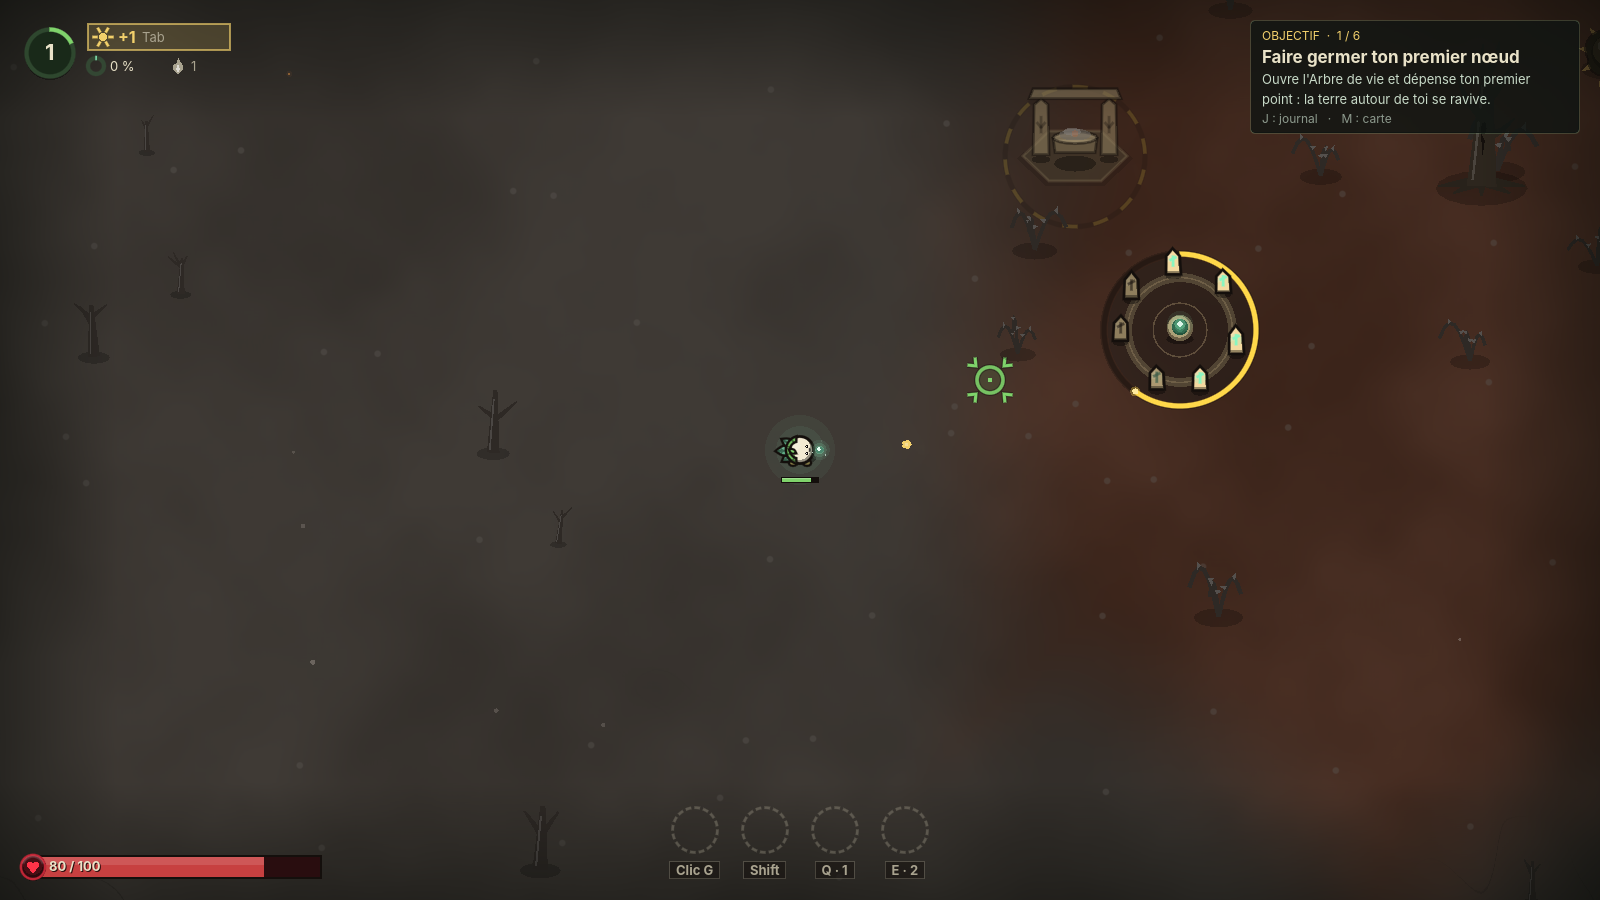 1
+1 Tab
0 %
1
OBJECTIF · 1 / 6
Faire germer ton premier nœud
Ouvre l'Arbre de vie et dépense ton premier
point : la terre autour de toi se ravive.
J : journal · M : carte
80 / 100
Clic G
Shift
Q · 1
E · 2